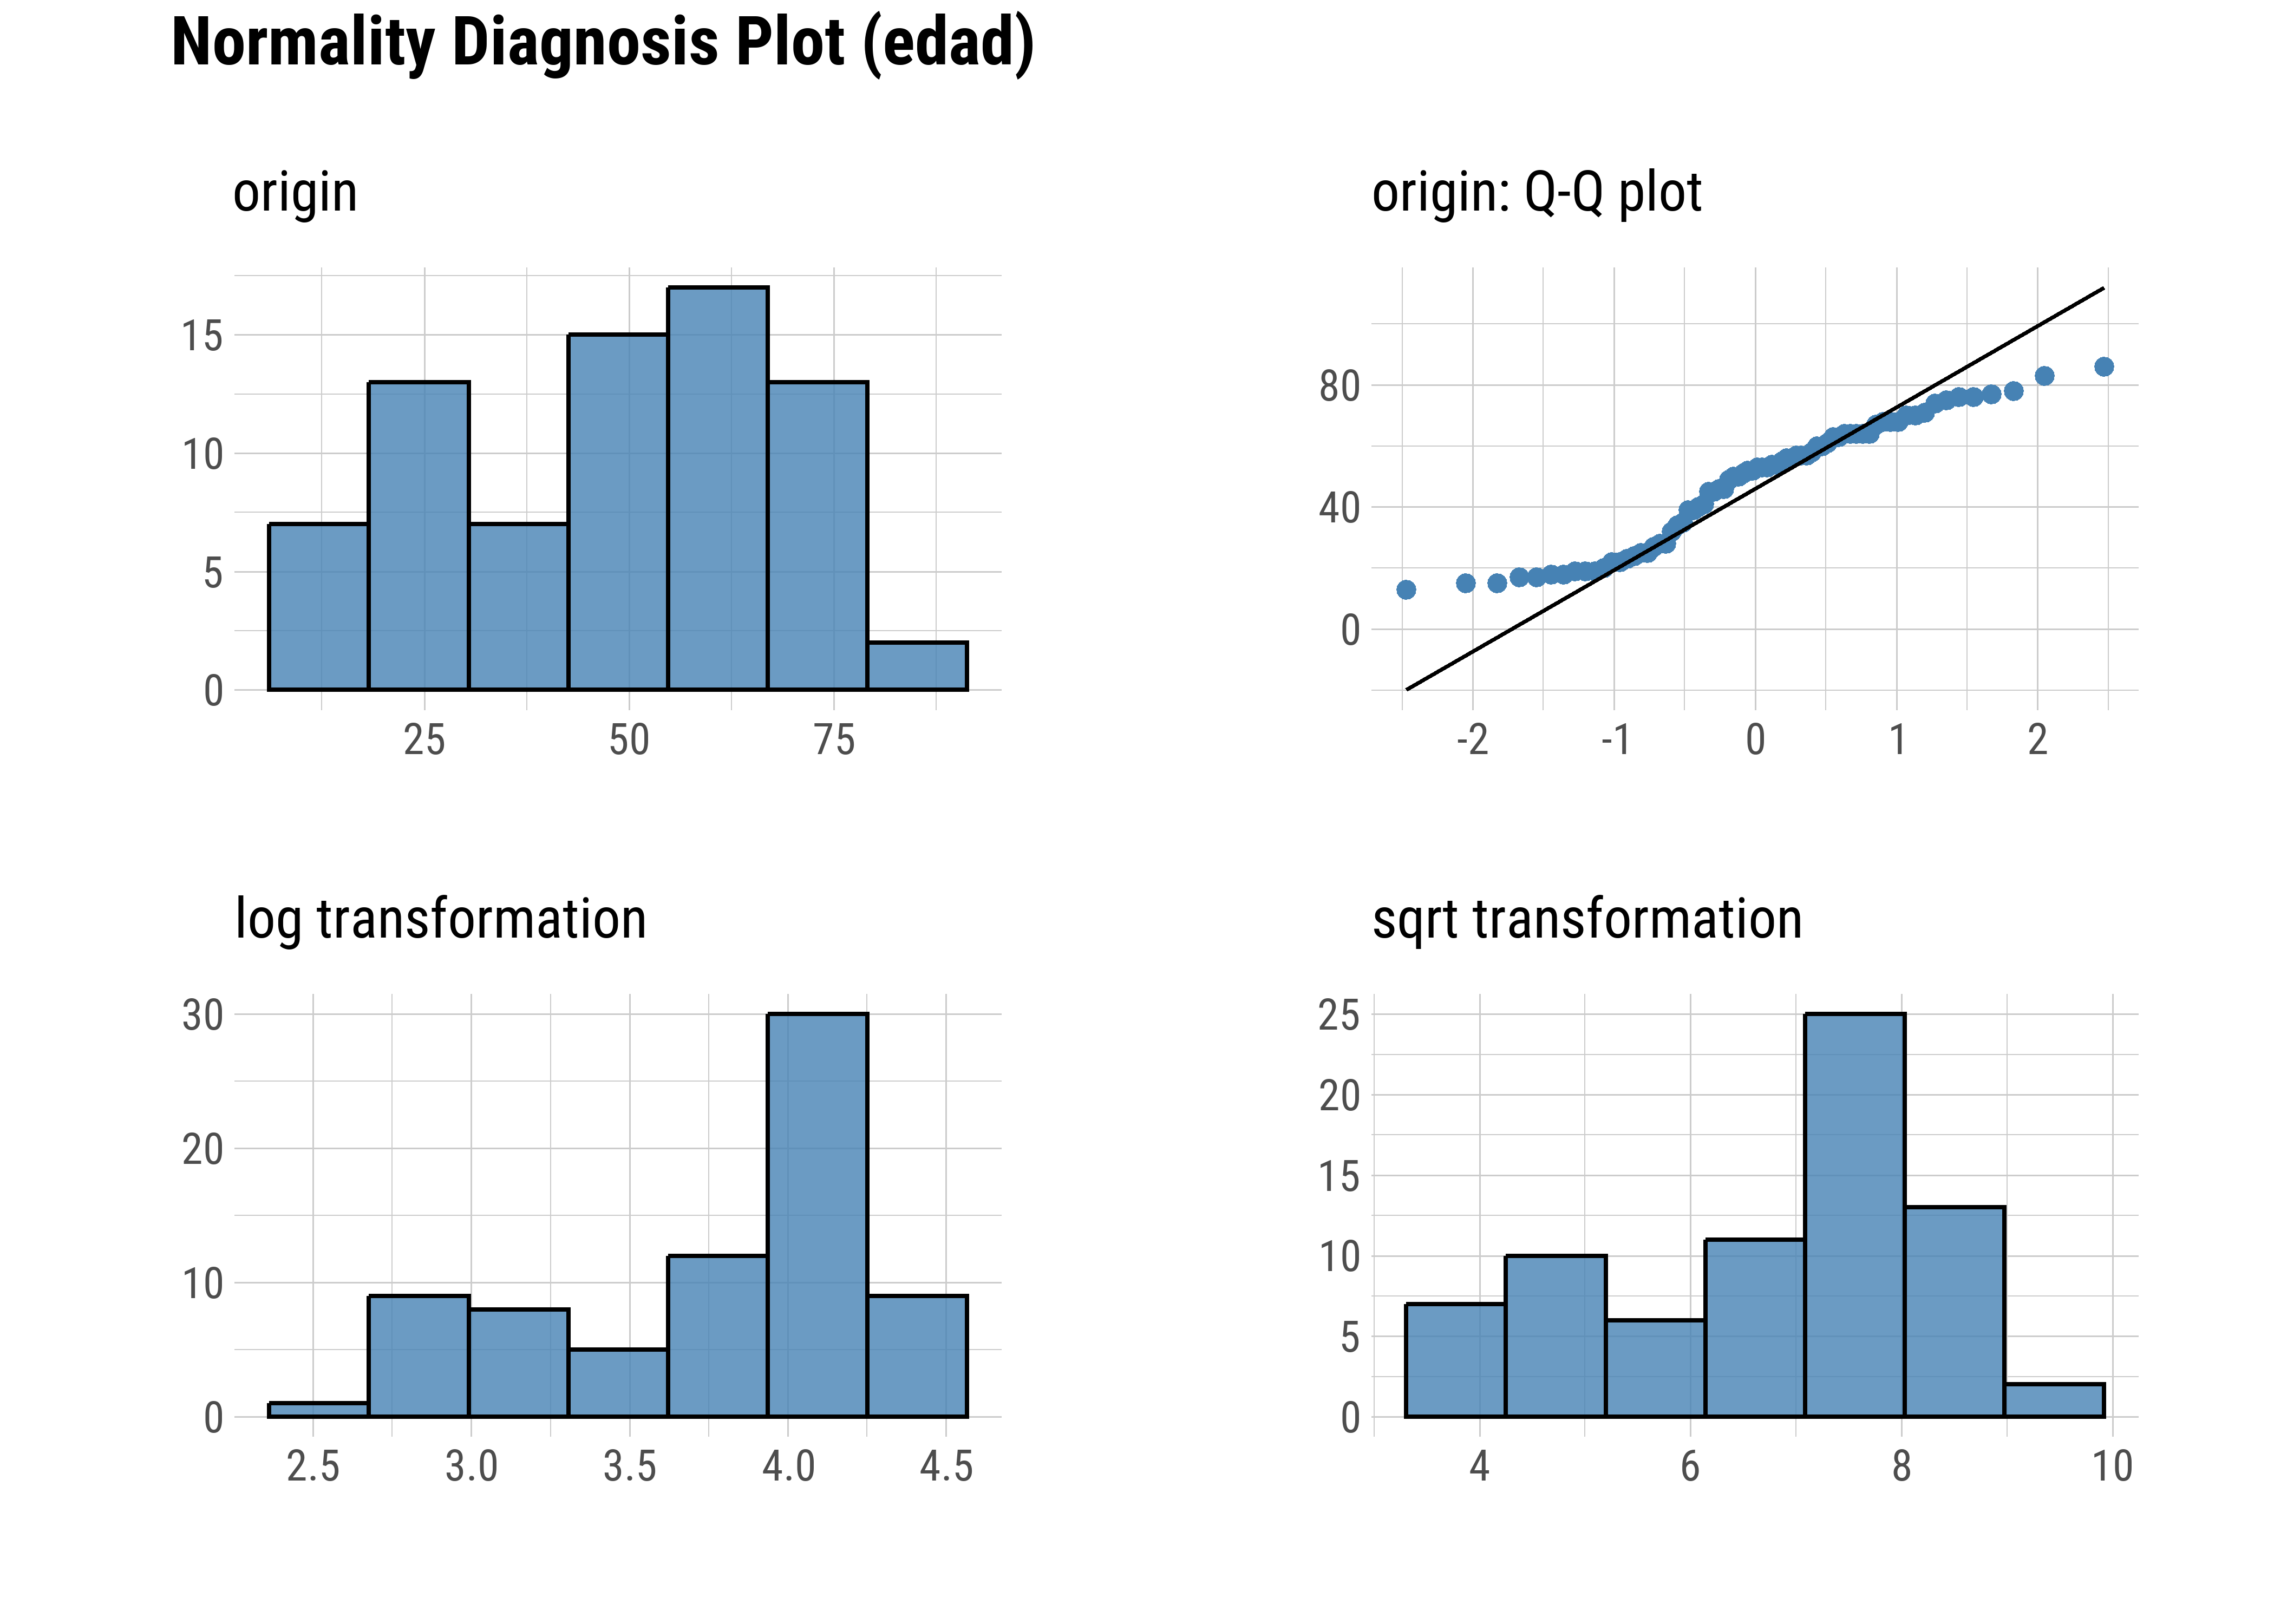 Normality Diagnosis Plot (edad)
origin
15
10
5
0
25 50 75
origin: Q-Q plot
80
40
0
-2 -1 0 1 2
log transformation
30
20
10
0
2.5 3.0 3.5 4.0 4.5
sqrt transformation
25
20
15
10
5
0
4 6 8 10